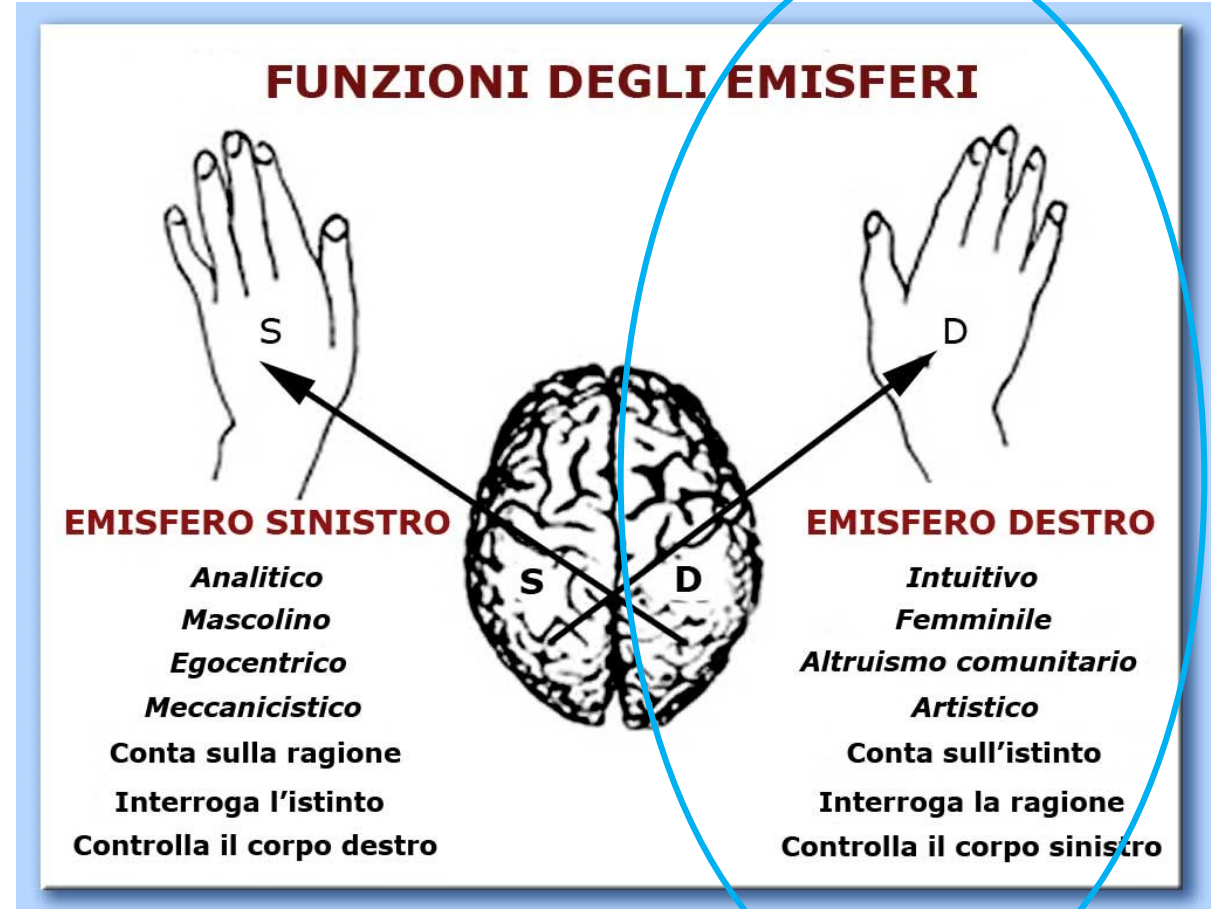 FUNZIONI DEGLI EMISFERI
S
D
S
D
EMISFERO SINISTRO
Analitico
Mascolino
Egocentrico
Meccanicistico
Conta sulla ragione
Interroga l'istinto
Controlla il corpo destro
EMISFERO DESTRO
Intuitivo
Femminile
Altruismo comunitario
Artistico
Conta sull'istinto
Interroga la ragione
Controlla il corpo sinistro